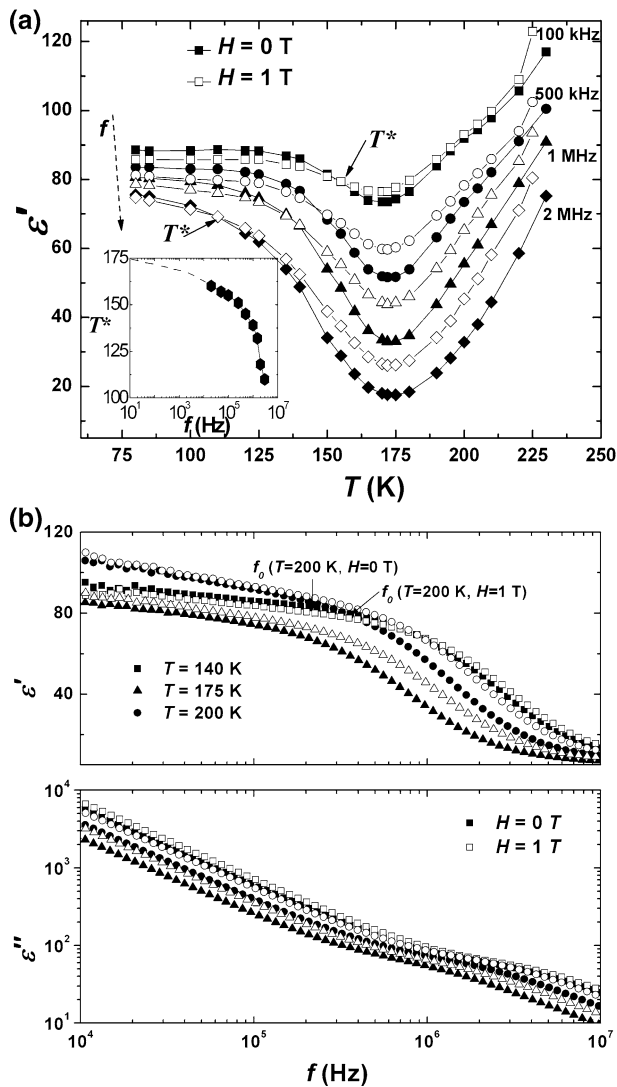 (a)
H = 0 T
H = 1 T
100 kHz
500 kHz
1 MHz
2 MHz
f
T*
T*
ε'
120
100
80
60
40
20
175
150
125
100
T*
10¹ 10³ 10⁵ 10⁷
f (Hz)
75 100 125 150 175 200 225 250
T (K)
(b)
120
80
40
ε'
f₀ (T=200 K, H=0 T)
f₀ (T=200 K, H=1 T)
T = 140 K
T = 175 K
T = 200 K
10⁴
10³
10²
10¹
ε''
H = 0 T
H = 1 T
10⁴ 10⁵ 10⁶ 10⁷
f (Hz)